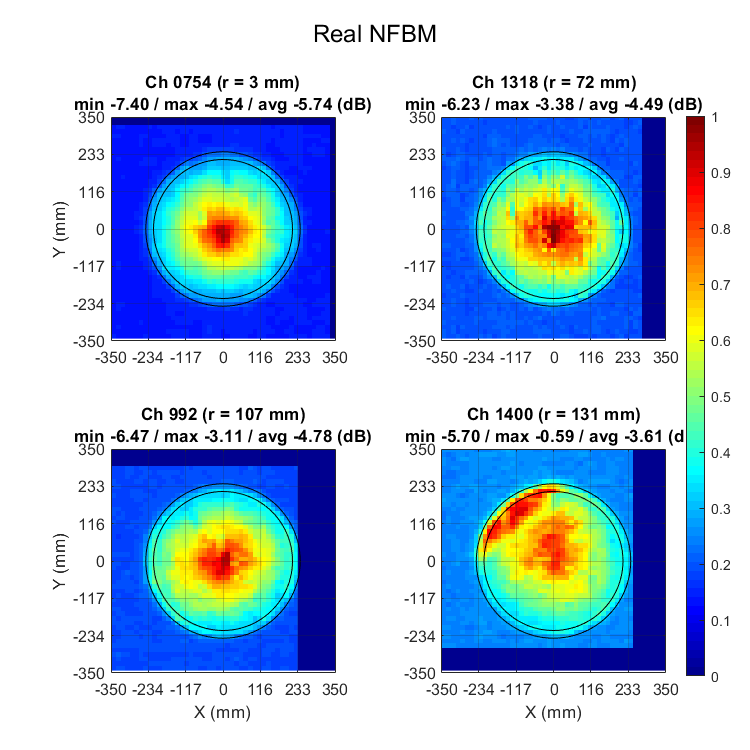 Real NFBM
Ch 0754 (r = 3 mm)
min -7.40 / max -4.54 / avg -5.74 (dB)
Y (mm)
350
233
116
0
-117
-234
-350
-350 -234 -117 0 116 233 350
Ch 1318 (r = 72 mm)
min -6.23 / max -3.38 / avg -4.49 (dB)
350
233
116
0
-117
-234
-350
-350 -234 -117 0 116 233 350
Ch 992 (r = 107 mm)
min -6.47 / max -3.11 / avg -4.78 (dB)
Y (mm)
350
233
116
0
-117
-234
-350
-350 -234 -117 0 116 233 350
X (mm)
Ch 1400 (r = 131 mm)
min -5.70 / max -0.59 / avg -3.61 (d
350
233
116
0
-117
-234
-350
-350 -234 -117 0 116 233 350
X (mm)
1
0.9
0.8
0.7
0.6
0.5
0.4
0.3
0.2
0.1
0